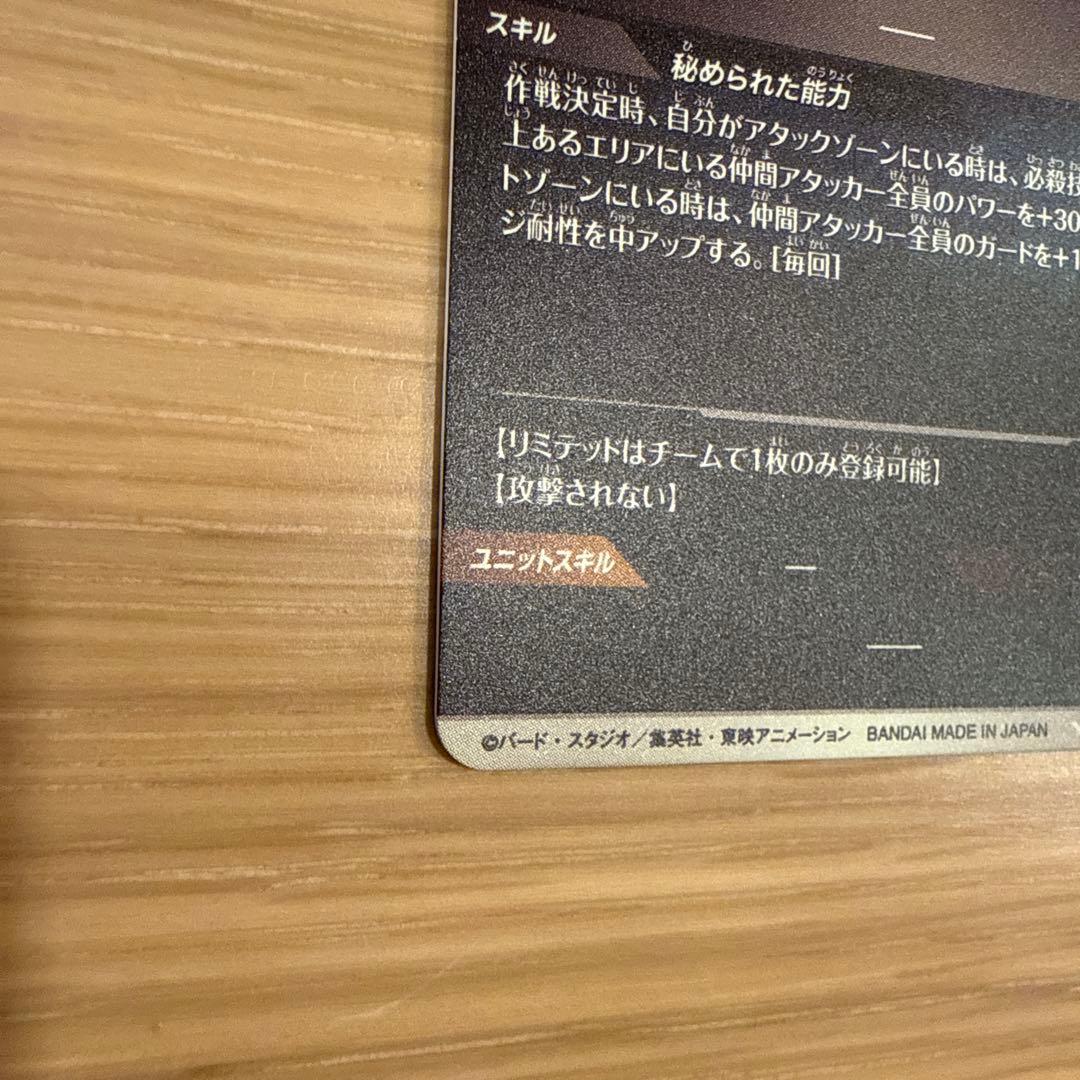 スキル
秘められた能力
作戦決定時、自分がアタックゾーンにいる時は、必殺技
上あるエリアにいる仲間アタッカー全員のパワーを+30
トゾーンにいる時は、仲間アタッカー全員のガードを+1
ジ耐性を中アップする。[毎回]
【リミテッドはチームで1枚のみ登録可能】
【攻撃されない】
ユニットスキル
©バード・スタジオ／集英社・東映アニメーション BANDAI MADE IN JAPAN